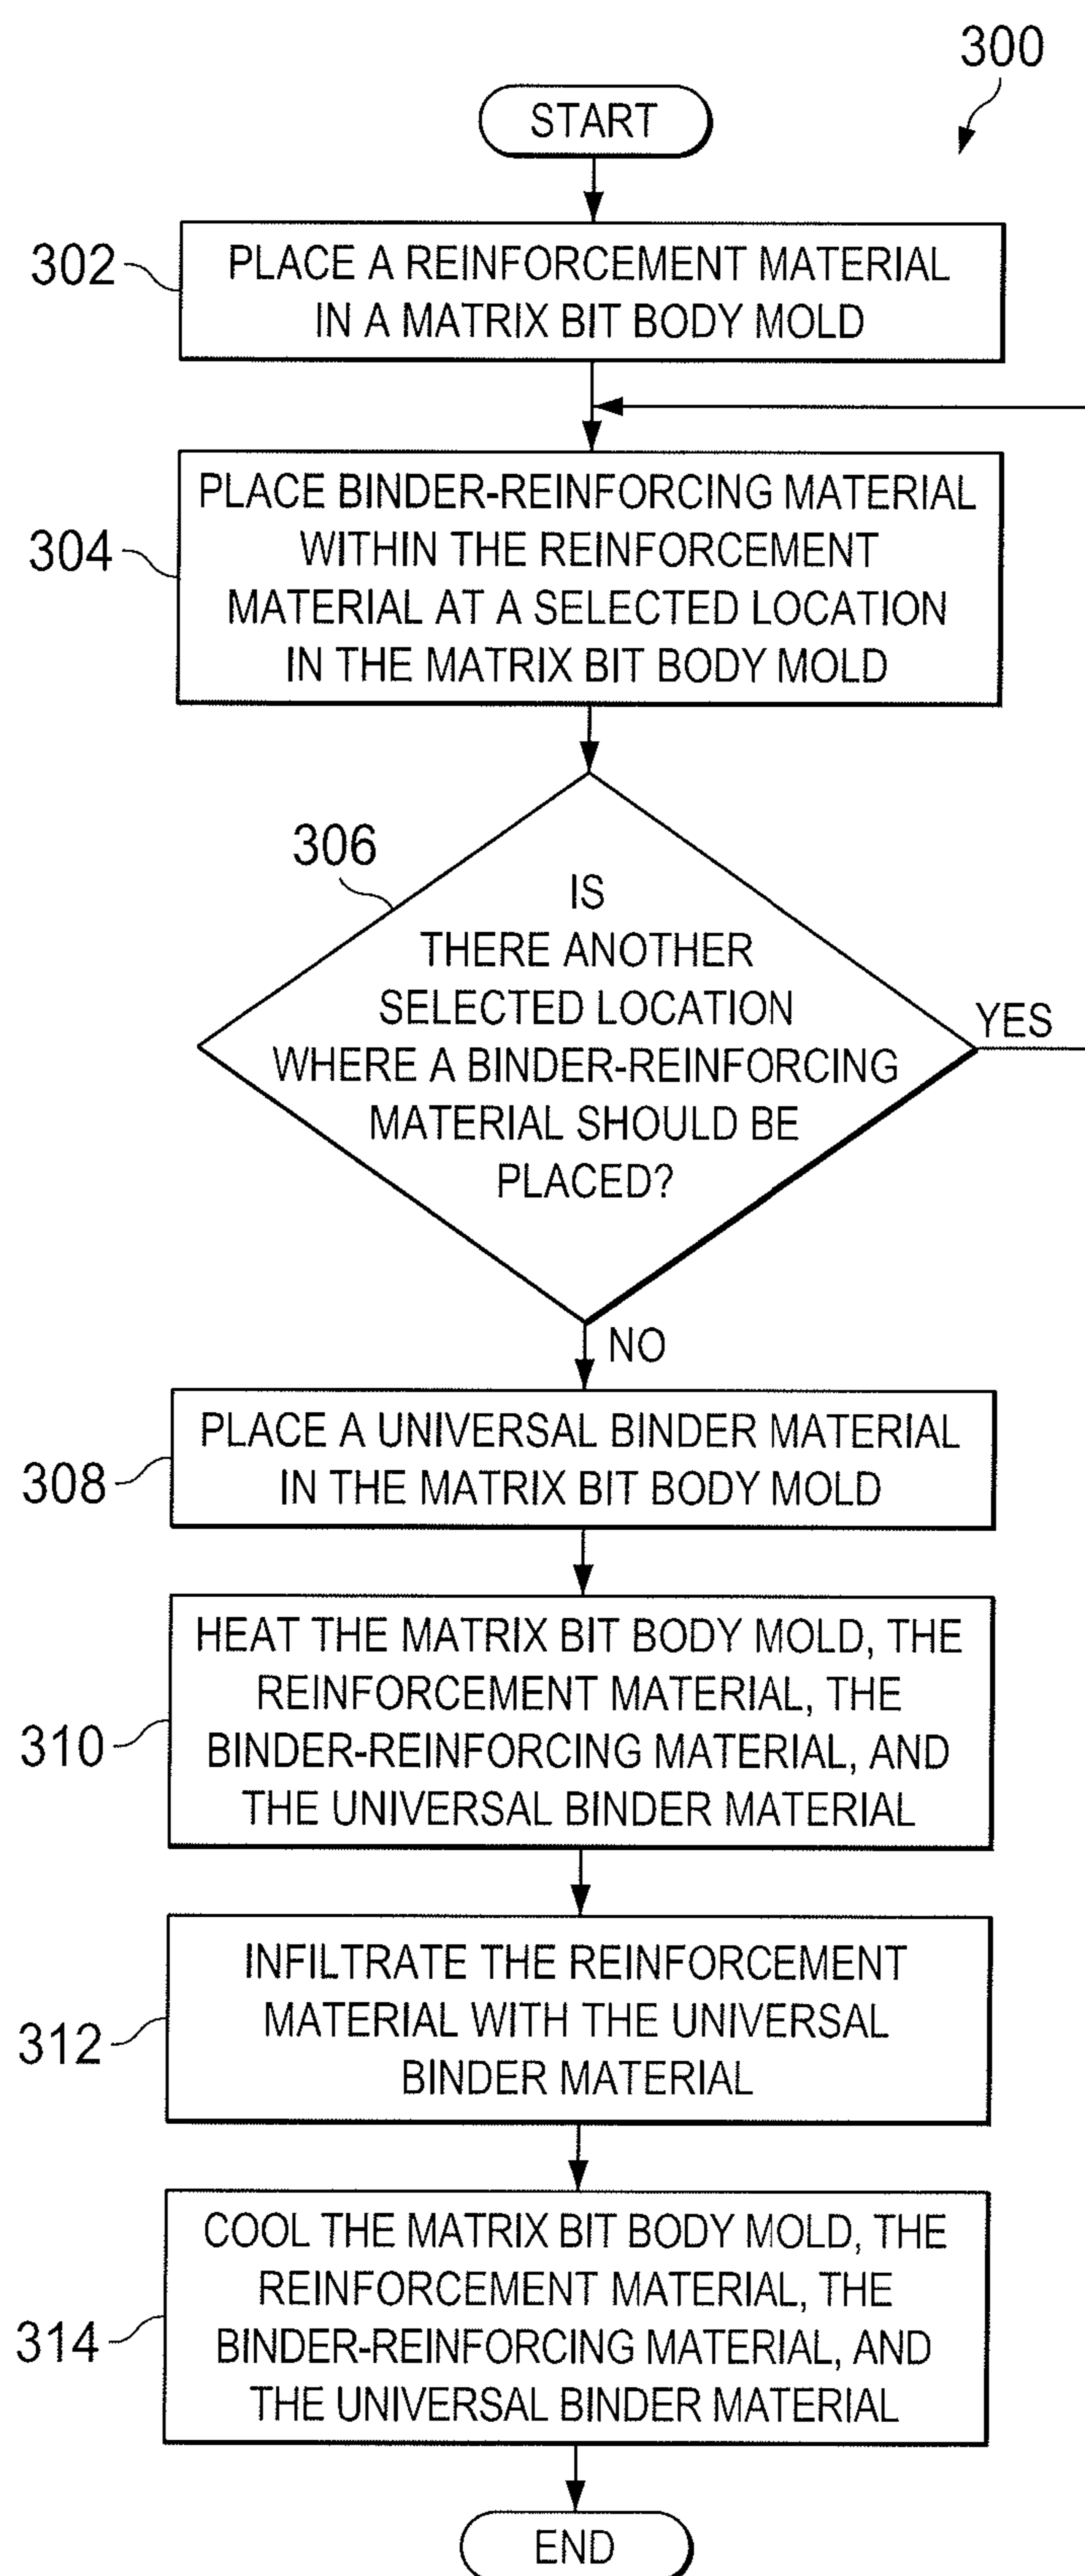 300
START
302
PLACE A REINFORCEMENT MATERIAL
IN A MATRIX BIT BODY MOLD
304
PLACE BINDER-REINFORCING MATERIAL
WITHIN THE REINFORCEMENT
MATERIAL AT A SELECTED LOCATION
IN THE MATRIX BIT BODY MOLD
306
IS
THERE ANOTHER
SELECTED LOCATION
WHERE A BINDER-REINFORCING
MATERIAL SHOULD BE
PLACED?
YES
NO
308
PLACE A UNIVERSAL BINDER MATERIAL
IN THE MATRIX BIT BODY MOLD
310
HEAT THE MATRIX BIT BODY MOLD, THE
REINFORCEMENT MATERIAL, THE
BINDER-REINFORCING MATERIAL, AND
THE UNIVERSAL BINDER MATERIAL
312
INFILTRATE THE REINFORCEMENT
MATERIAL WITH THE UNIVERSAL
BINDER MATERIAL
314
COOL THE MATRIX BIT BODY MOLD, THE
REINFORCEMENT MATERIAL, THE
BINDER-REINFORCING MATERIAL, AND
THE UNIVERSAL BINDER MATERIAL
END